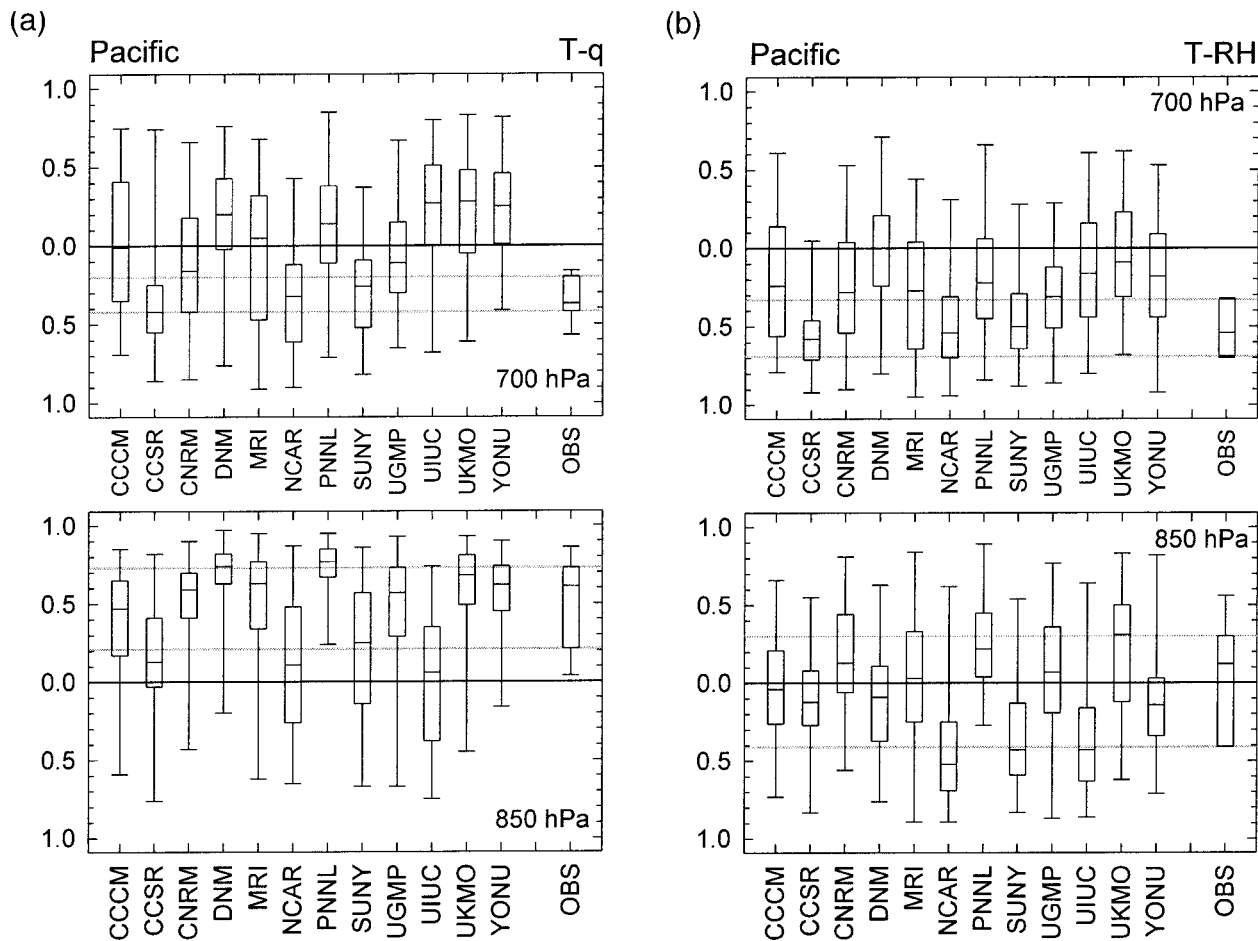 (a)
Pacific T-q
1.0
0.5
0.0
0.5
1.0
700 hPa
CCCM CCSR CNRM DNM MRI NCAR PNNL SUNY UGMP UIUC UKMO YONU OBS
1.0
0.5
0.0
0.5
1.0
850 hPa
CCCM CCSR CNRM DNM MRI NCAR PNNL SUNY UGMP UIUC UKMO YONU OBS
(b)
Pacific T-RH
700 hPa
1.0
0.5
0.0
0.5
1.0
CCCM CCSR CNRM DNM MRI NCAR PNNL SUNY UGMP UIUC UKMO YONU OBS
850 hPa
1.0
0.5
0.0
0.5
1.0
CCCM CCSR CNRM DNM MRI NCAR PNNL SUNY UGMP UIUC UKMO YONU OBS